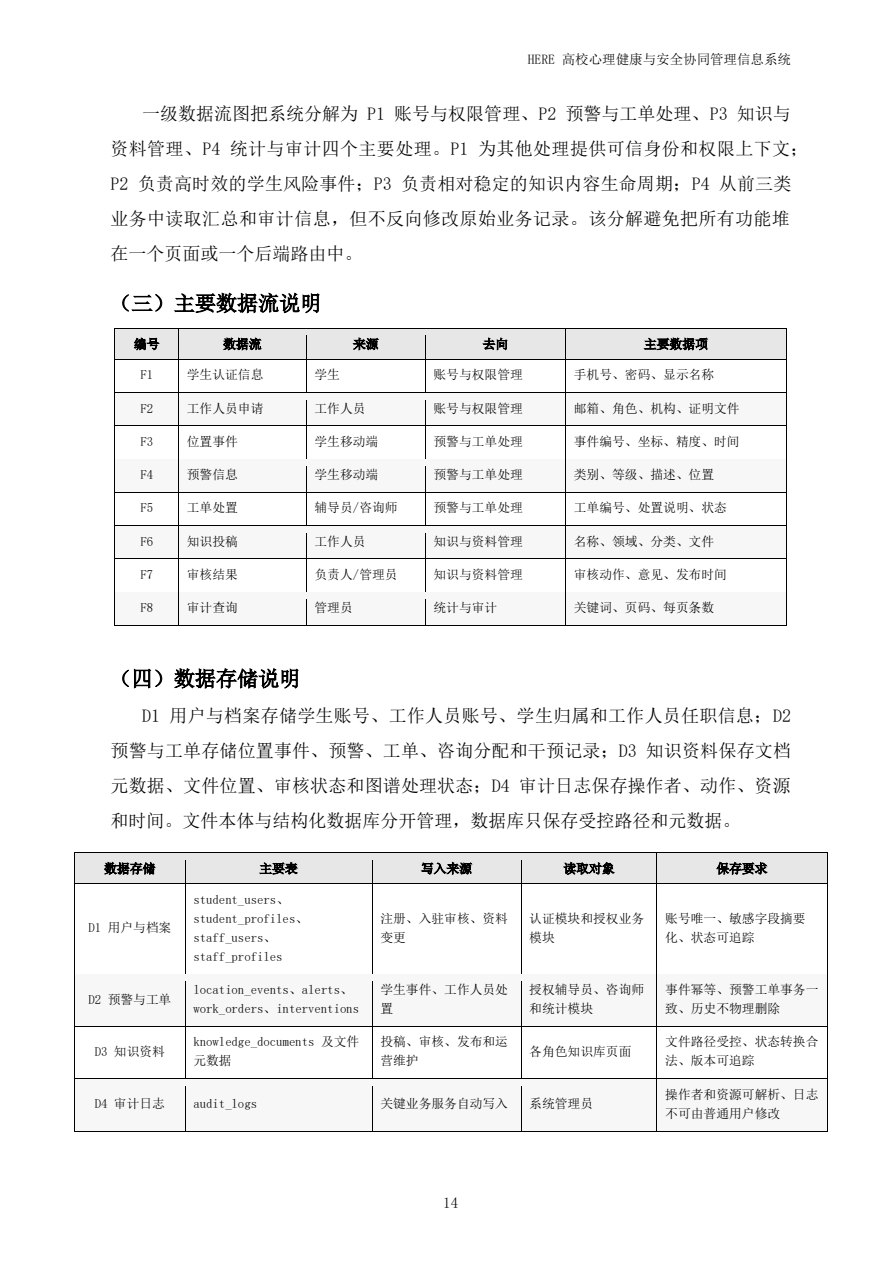 HERE 高校心理健康与安全协同管理信息系统
一级数据流图把系统分解为 P1 账号与权限管理、P2 预警与工单处理、P3 知识与
资料管理、P4 统计与审计四个主要处理。P1 为其他处理提供可信身份和权限上下文；
P2 负责高时效的学生风险事件；P3 负责相对稳定的知识内容生命周期；P4 从前三类
业务中读取汇总和审计信息，但不反向修改原始业务记录。该分解避免把所有功能堆
在一个页面或一个后端路由中。
（三）主要数据流说明
编号 数据流 来源 去向 主要数据项
F1 学生认证信息 学生 账号与权限管理 手机号、密码、显示名称
F2 工作人员申请 工作人员 账号与权限管理 邮箱、角色、机构、证明文件
F3 位置事件 学生移动端 预警与工单处理 事件编号、坐标、精度、时间
F4 预警信息 学生移动端 预警与工单处理 类别、等级、描述、位置
F5 工单处置 辅导员/咨询师 预警与工单处理 工单编号、处置说明、状态
F6 知识投稿 工作人员 知识与资料管理 名称、领域、分类、文件
F7 审核结果 负责人/管理员 知识与资料管理 审核动作、意见、发布时间
F8 审计查询 管理员 统计与审计 关键词、页码、每页条数
（四）数据存储说明
D1 用户与档案存储学生账号、工作人员账号、学生归属和工作人员任职信息；D2
预警与工单存储位置事件、预警、工单、咨询分配和干预记录；D3 知识资料保存文档
元数据、文件位置、审核状态和图谱处理状态；D4 审计日志保存操作者、动作、资源
和时间。文件本体与结构化数据库分开管理，数据库只保存受控路径和元数据。
数据存储 主要表 写入来源 读取对象 保存要求
D1 用户与档案
student_users、
student_profiles、
staff_users、
staff_profiles
注册、入驻审核、资料
变更
认证模块和授权业务
模块
账号唯一、敏感字段摘要
化、状态可追踪
D2 预警与工单
location_events、alerts、
work_orders、interventions
学生事件、工作人员处
置
授权辅导员、咨询师
和统计模块
事件幂等、预警工单事务一
致、历史不物理删除
D3 知识资料
knowledge_documents 及文件
元数据
投稿、审核、发布和运
营维护
各角色知识库页面
文件路径受控、状态转换合
法、版本可追踪
D4 审计日志
audit_logs
关键业务服务自动写入
系统管理员
操作者和资源可解析、日志
不可由普通用户修改
14